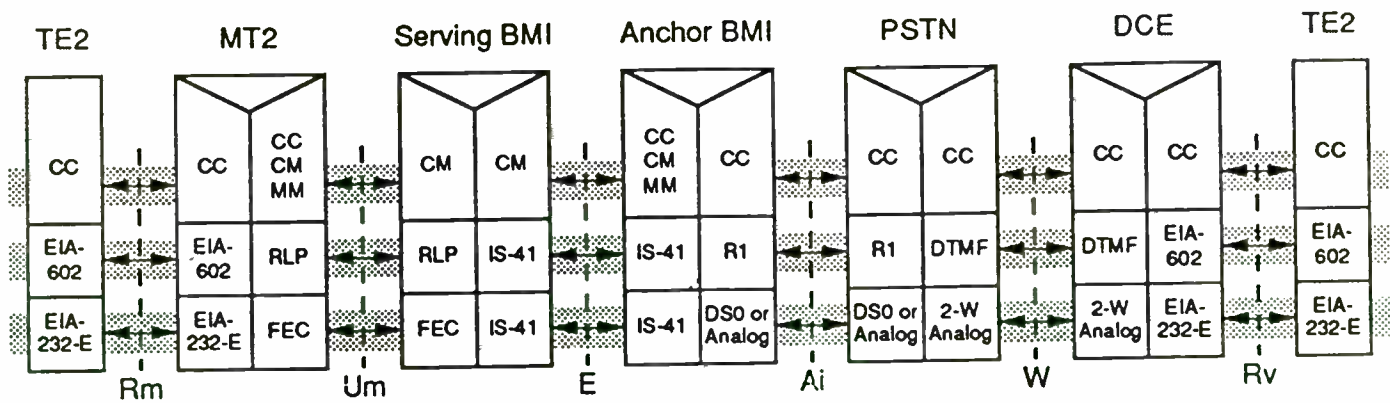 TE2 MT2 Serving BMI Anchor BMI PSTN DCE TE2
CC CC CC CM MM CM CM CC CM MM CC CC CC CC CC CC
EIA-602 EIA-602 RLP RLP IS-41 IS-41 R1 R1 DTMF DTMF EIA-602 EIA-602
EIA-232-E EIA-232-E FEC FEC IS-41 IS-41 DS0 or Analog DS0 or Analog 2-W Analog 2-W Analog EIA-232-E EIA-232-E
Rm Um E Ai W Rv